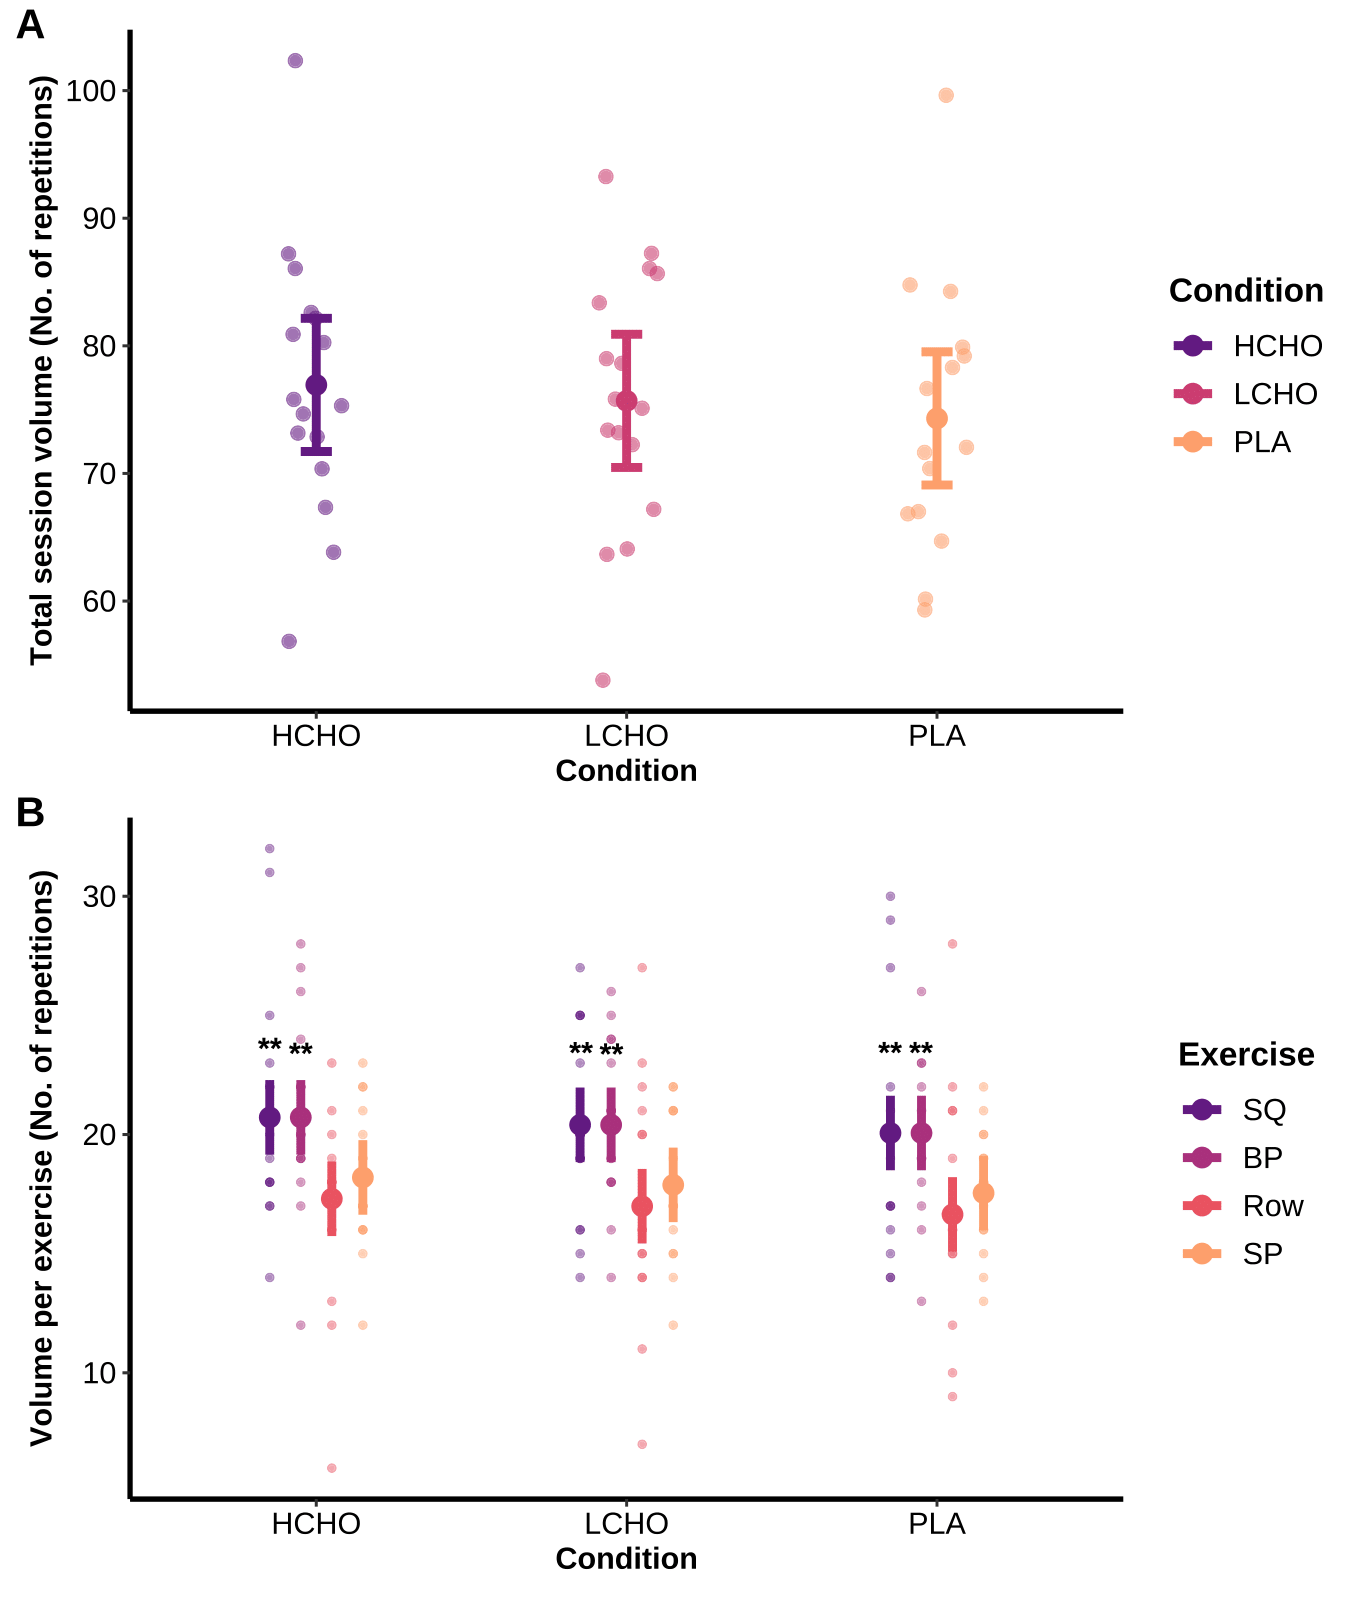 A
Total session volume (No. of repetitions)
100
90
80
70
60
HCHO LCHO PLA
Condition
Condition
HCHO
LCHO
PLA
B
Volume per exercise (No. of repetitions)
30
20
10
** ** ** ** ** **
HCHO LCHO PLA
Condition
Exercise
SQ
BP
Row
SP